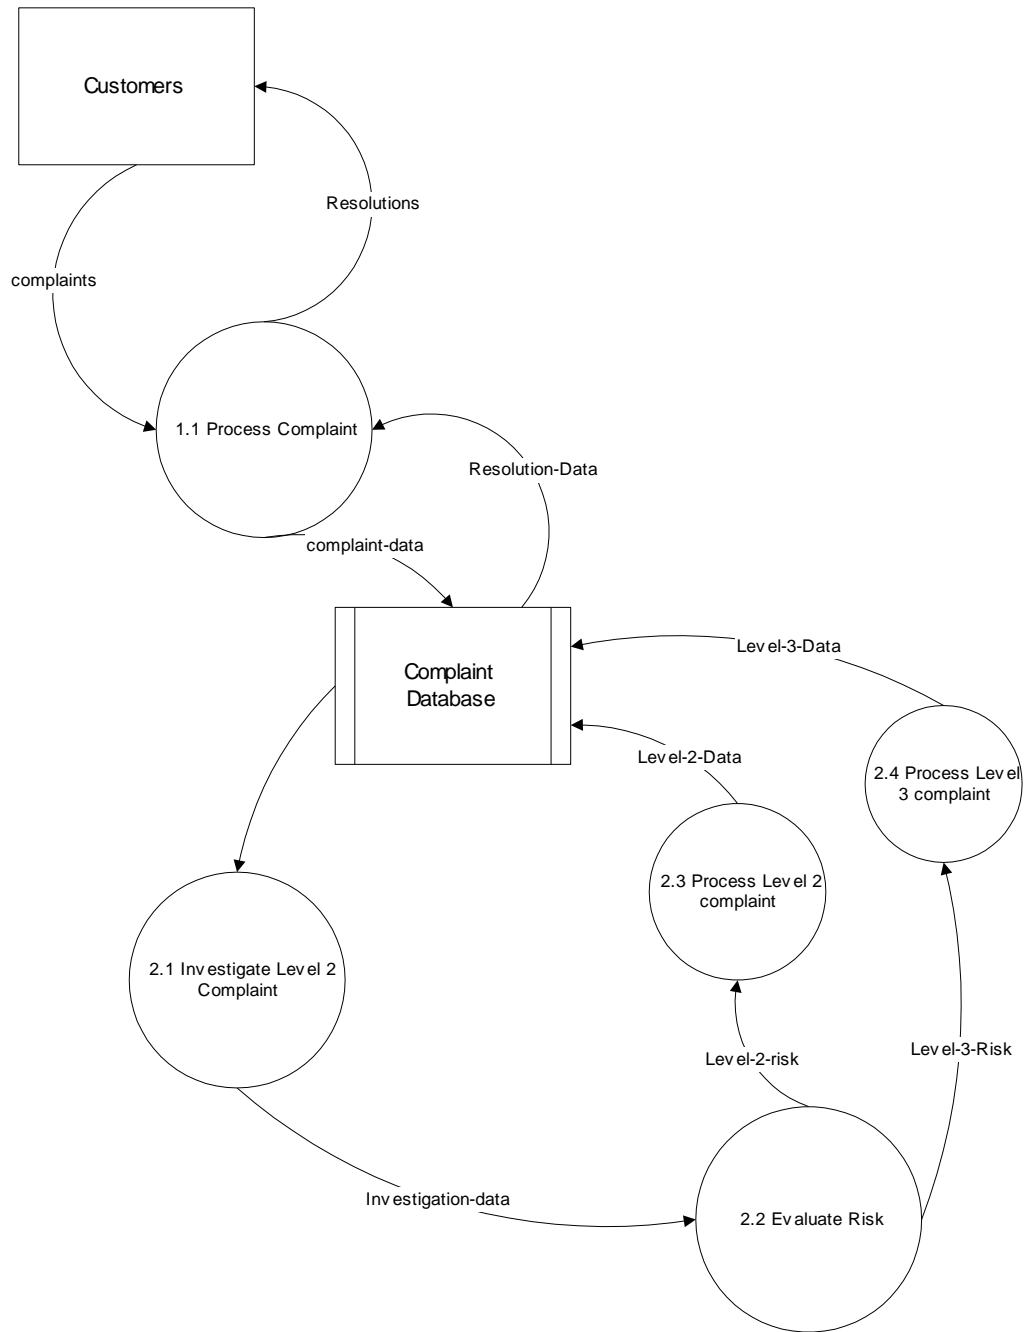 Customers
Resolutions
complaints
1.1 Process Complaint
Resolution-Data
complaint-data
Level-3-Data
Complaint
Database
Level-2-Data
2.4 Process Level
3 complaint
2.3 Process Level 2
complaint
2.1 Investigate Level 2
Complaint
Level-3-Risk
Level-2-risk
Investigation-data
2.2 Evaluate Risk